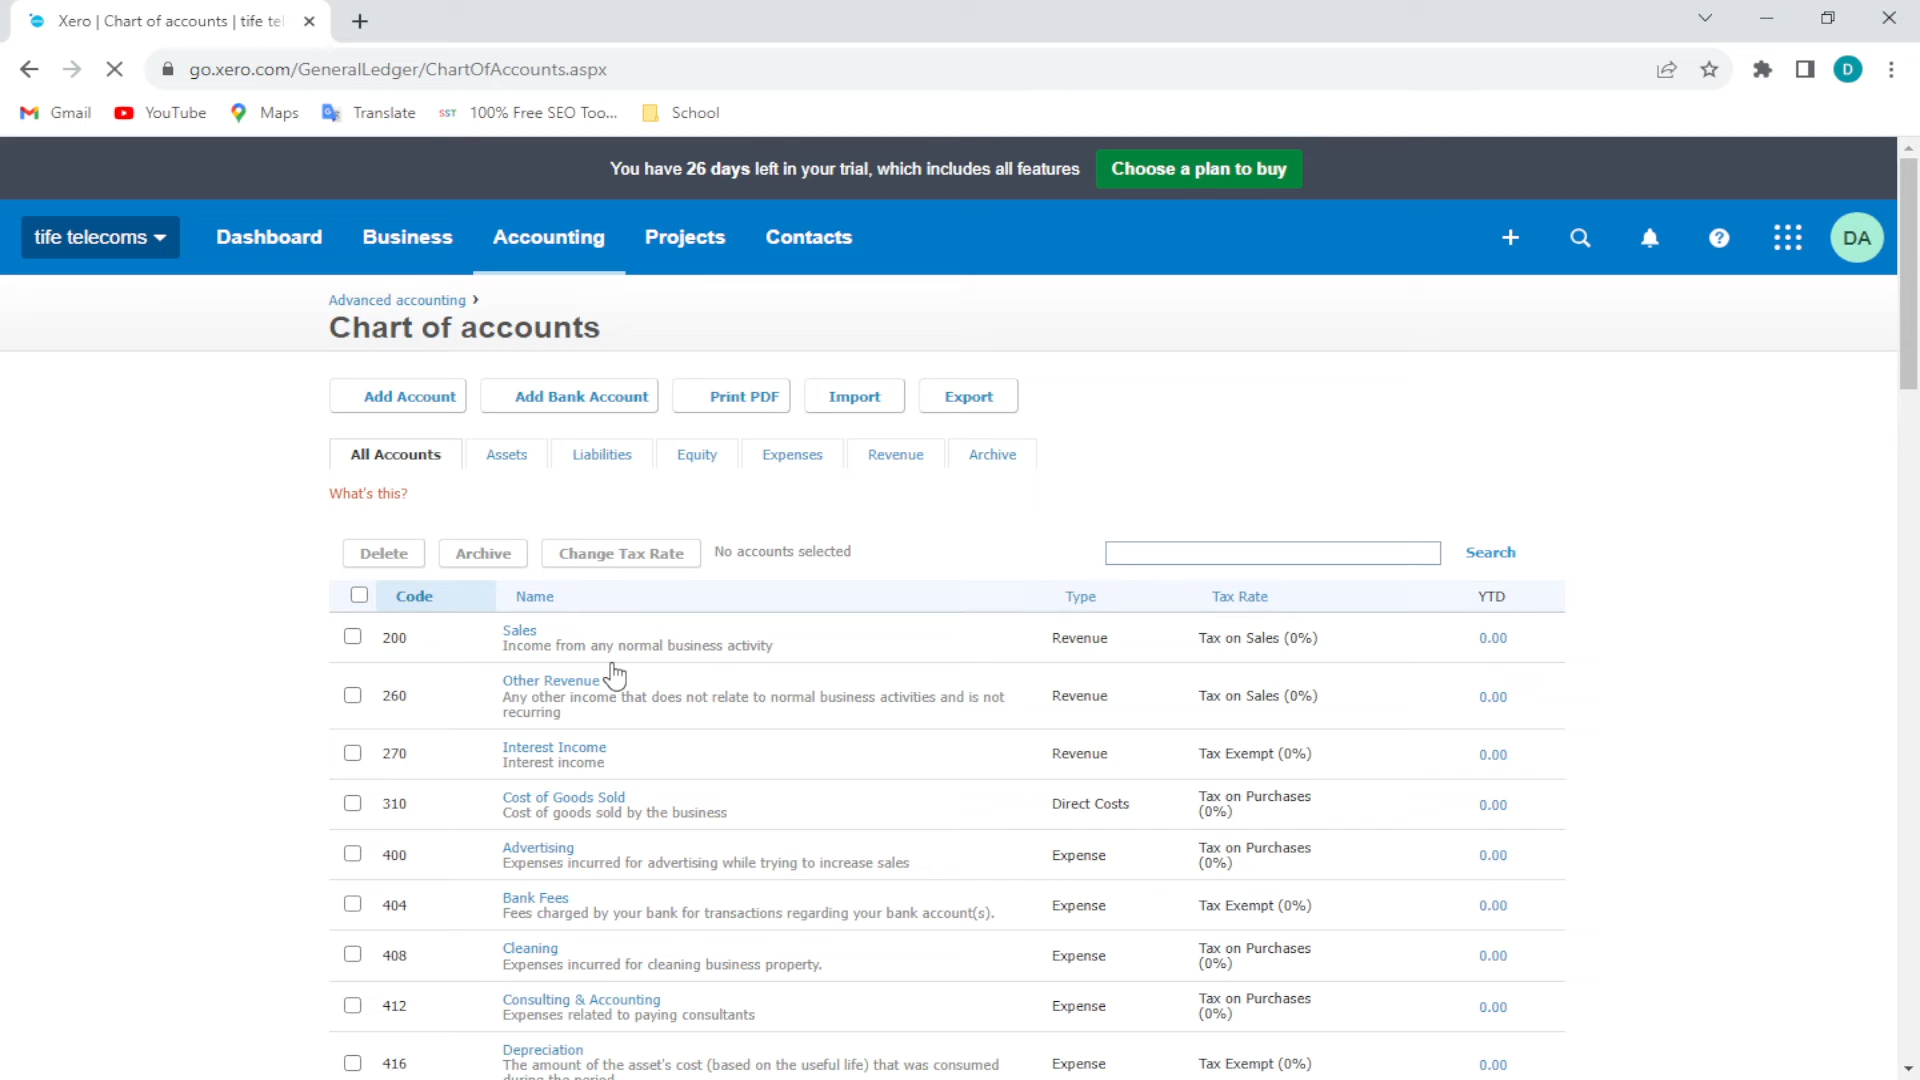 Xero | Chart of accounts | tife tel
go.xero.com/GeneralLedger/ChartOfAccounts.aspx
D
Gmail YouTube Maps Translate SST 100% Free SEO Too... School
You have 26 days left in your trial, which includes all features Choose a plan to buy
tife telecoms Dashboard Business Accounting Projects Contacts DA
Advanced accounting ›
Chart of accounts
Add Account Add Bank Account Print PDF Import Export
All Accounts Assets Liabilities Equity Expenses Revenue Archive
What's this?
Delete Archive Change Tax Rate No accounts selected Search
Code Name Type Tax Rate YTD
200 Sales Revenue Tax on Sales (0%) 0.00
Income from any normal business activity
260 Other Revenue Revenue Tax on Sales (0%) 0.00
Any other income that does not relate to normal business activities and is not
recurring
270 Interest Income Revenue Tax Exempt (0%) 0.00
Interest income
310 Cost of Goods Sold Direct Costs Tax on Purchases 0.00
Cost of goods sold by the business (0%)
400 Advertising Expense Tax on Purchases 0.00
Expenses incurred for advertising while trying to increase sales (0%)
404 Bank Fees Expense Tax Exempt (0%) 0.00
Fees charged by your bank for transactions regarding your bank account(s).
408 Cleaning Expense Tax on Purchases 0.00
Expenses incurred for cleaning business property. (0%)
412 Consulting & Accounting Expense Tax on Purchases 0.00
Expenses related to paying consultants (0%)
416 Depreciation Expense Tax Exempt (0%) 0.00
The amount of the asset's cost (based on the useful life) that was consumed
during the period